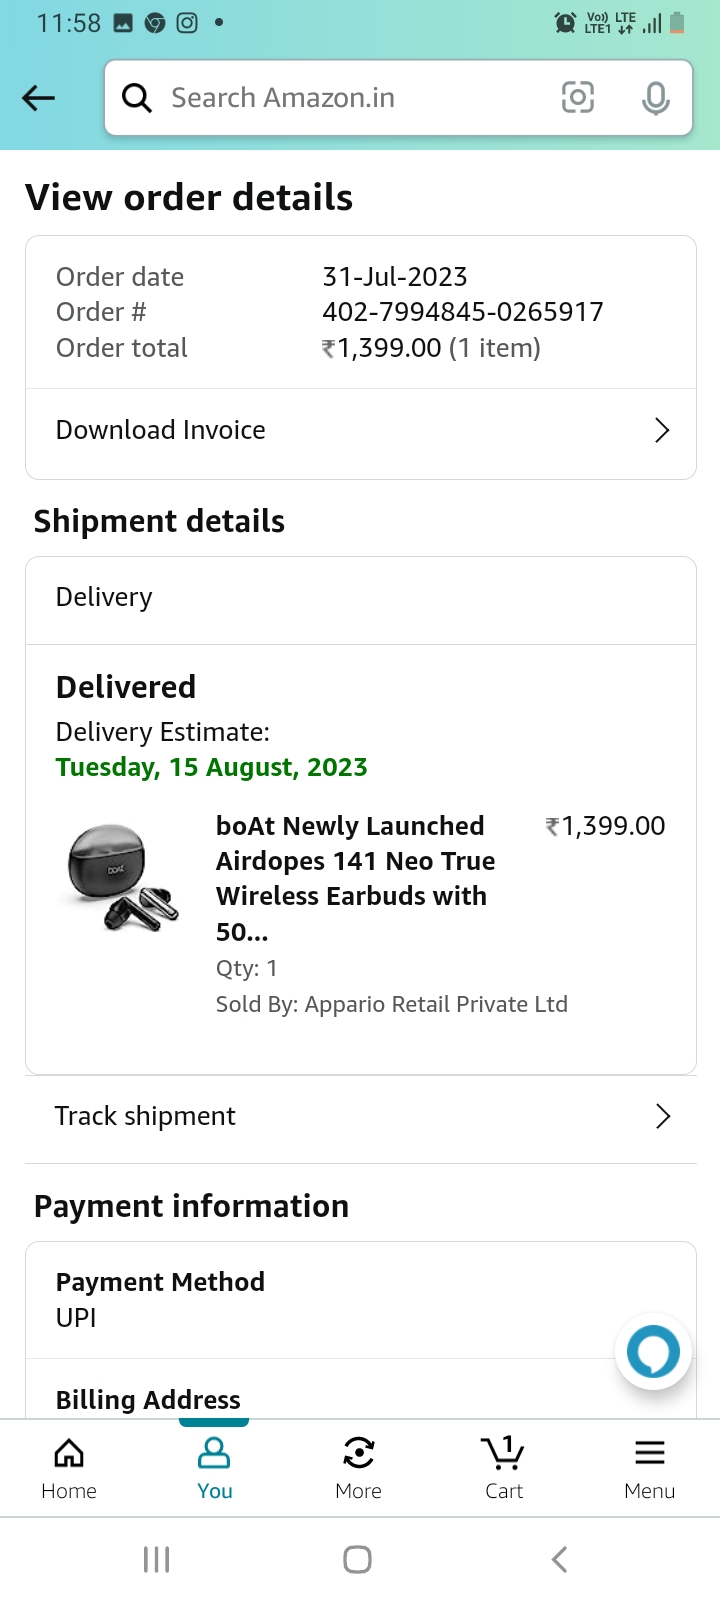 11:58
Vo)) LTE
LTE1
Search Amazon.in
View order details
Order date 31-Jul-2023
Order # 402-7994845-0265917
Order total ₹1,399.00 (1 item)
Download Invoice
Shipment details
Delivery
Delivered
Delivery Estimate:
Tuesday, 15 August, 2023
boAt Newly Launched ₹1,399.00
Airdopes 141 Neo True
Wireless Earbuds with
50...
Qty: 1
Sold By: Appario Retail Private Ltd
boAt
Track shipment
Payment information
Payment Method
UPI
Billing Address
1
Home You More Cart Menu